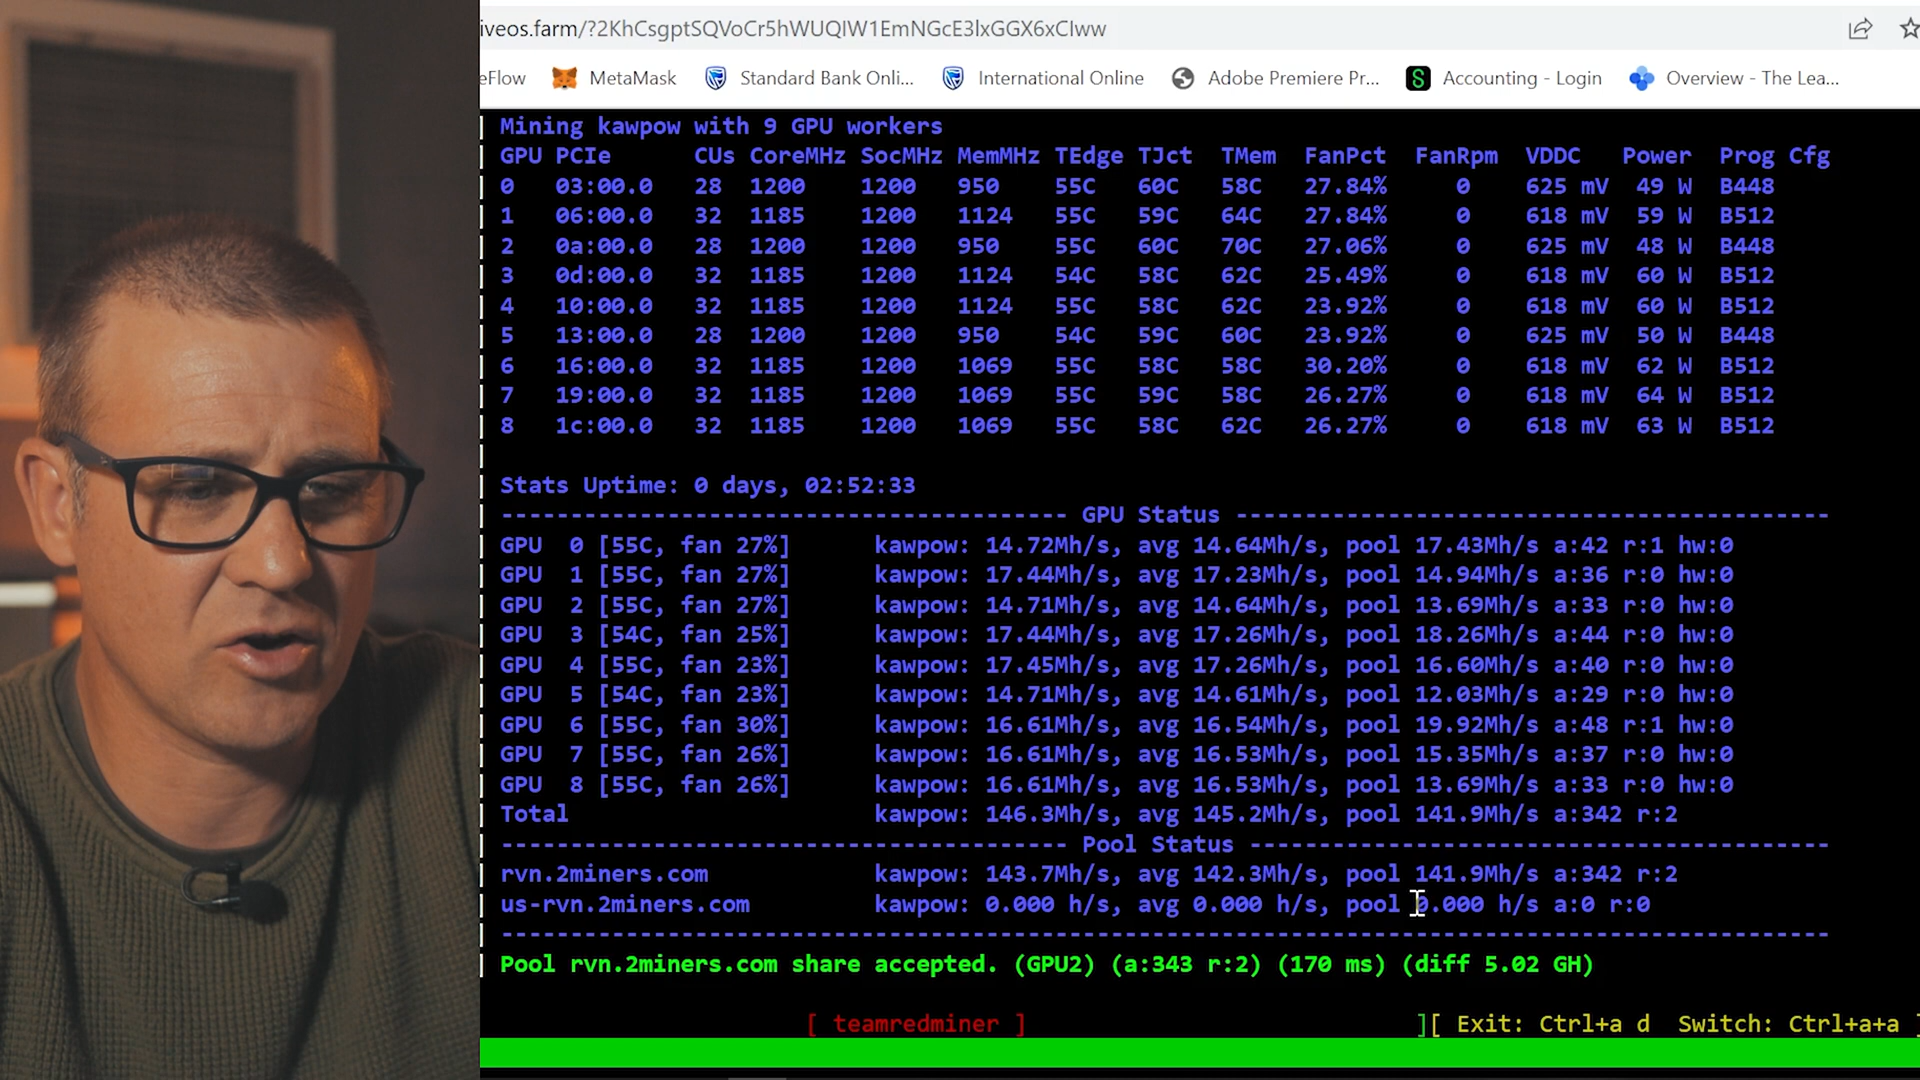 iveos.farm/?2KhCsgptSQVoCr5hWUQIW1EmNGcE3lxGGX6xCIww
eFlow MetaMask Standard Bank Onli... International Online Adobe Premiere Pr... Accounting - Login Overview - The Lea...
Mining kawpow with 9 GPU workers
GPU PCIe CUs CoreMHz SocMHz MemMHz TEdge TJct TMem FanPct FanRpm VDDC Power Prog Cfg
0 03:00.0 28 1200 1200 950 55C 60C 58C 27.84% 0 625 mV 49 W B448
1 06:00.0 32 1185 1200 1124 55C 59C 64C 27.84% 0 618 mV 59 W B512
2 0a:00.0 28 1200 1200 950 55C 60C 70C 27.06% 0 625 mV 48 W B448
3 0d:00.0 32 1185 1200 1124 54C 58C 62C 25.49% 0 618 mV 60 W B512
4 10:00.0 32 1185 1200 1124 55C 58C 62C 23.92% 0 618 mV 60 W B512
5 13:00.0 28 1200 1200 950 54C 59C 60C 23.92% 0 625 mV 50 W B448
6 16:00.0 32 1185 1200 1069 55C 58C 58C 30.20% 0 618 mV 62 W B512
7 19:00.0 32 1185 1200 1069 55C 59C 58C 26.27% 0 618 mV 64 W B512
8 1c:00.0 32 1185 1200 1069 55C 58C 62C 26.27% 0 618 mV 63 W B512
Stats Uptime: 0 days, 02:52:33
----------------------------------------- GPU Status -------------------------------------------
GPU 0 [55C, fan 27%] kawpow: 14.72Mh/s, avg 14.64Mh/s, pool 17.43Mh/s a:42 r:1 hw:0
GPU 1 [55C, fan 27%] kawpow: 17.44Mh/s, avg 17.23Mh/s, pool 14.94Mh/s a:36 r:0 hw:0
GPU 2 [55C, fan 27%] kawpow: 14.71Mh/s, avg 14.64Mh/s, pool 13.69Mh/s a:33 r:0 hw:0
GPU 3 [54C, fan 25%] kawpow: 17.44Mh/s, avg 17.26Mh/s, pool 18.26Mh/s a:44 r:0 hw:0
GPU 4 [55C, fan 23%] kawpow: 17.45Mh/s, avg 17.26Mh/s, pool 16.60Mh/s a:40 r:0 hw:0
GPU 5 [54C, fan 23%] kawpow: 14.71Mh/s, avg 14.61Mh/s, pool 12.03Mh/s a:29 r:0 hw:0
GPU 6 [55C, fan 30%] kawpow: 16.61Mh/s, avg 16.54Mh/s, pool 19.92Mh/s a:48 r:1 hw:0
GPU 7 [55C, fan 26%] kawpow: 16.61Mh/s, avg 16.53Mh/s, pool 15.35Mh/s a:37 r:0 hw:0
GPU 8 [55C, fan 26%] kawpow: 16.61Mh/s, avg 16.53Mh/s, pool 13.69Mh/s a:33 r:0 hw:0
Total kawpow: 146.3Mh/s, avg 145.2Mh/s, pool 141.9Mh/s a:342 r:2
----------------------------------------- Pool Status ------------------------------------------
rvn.2miners.com kawpow: 143.7Mh/s, avg 142.3Mh/s, pool 141.9Mh/s a:342 r:2
us-rvn.2miners.com kawpow: 0.000 h/s, avg 0.000 h/s, pool 0.000 h/s a:0 r:0
------------------------------------------------------------------------------------------------
Pool rvn.2miners.com share accepted. (GPU2) (a:343 r:2) (170 ms) (diff 5.02 GH)
[ teamredminer ] ][ Exit: Ctrl+a d Switch: Ctrl+a+a ]